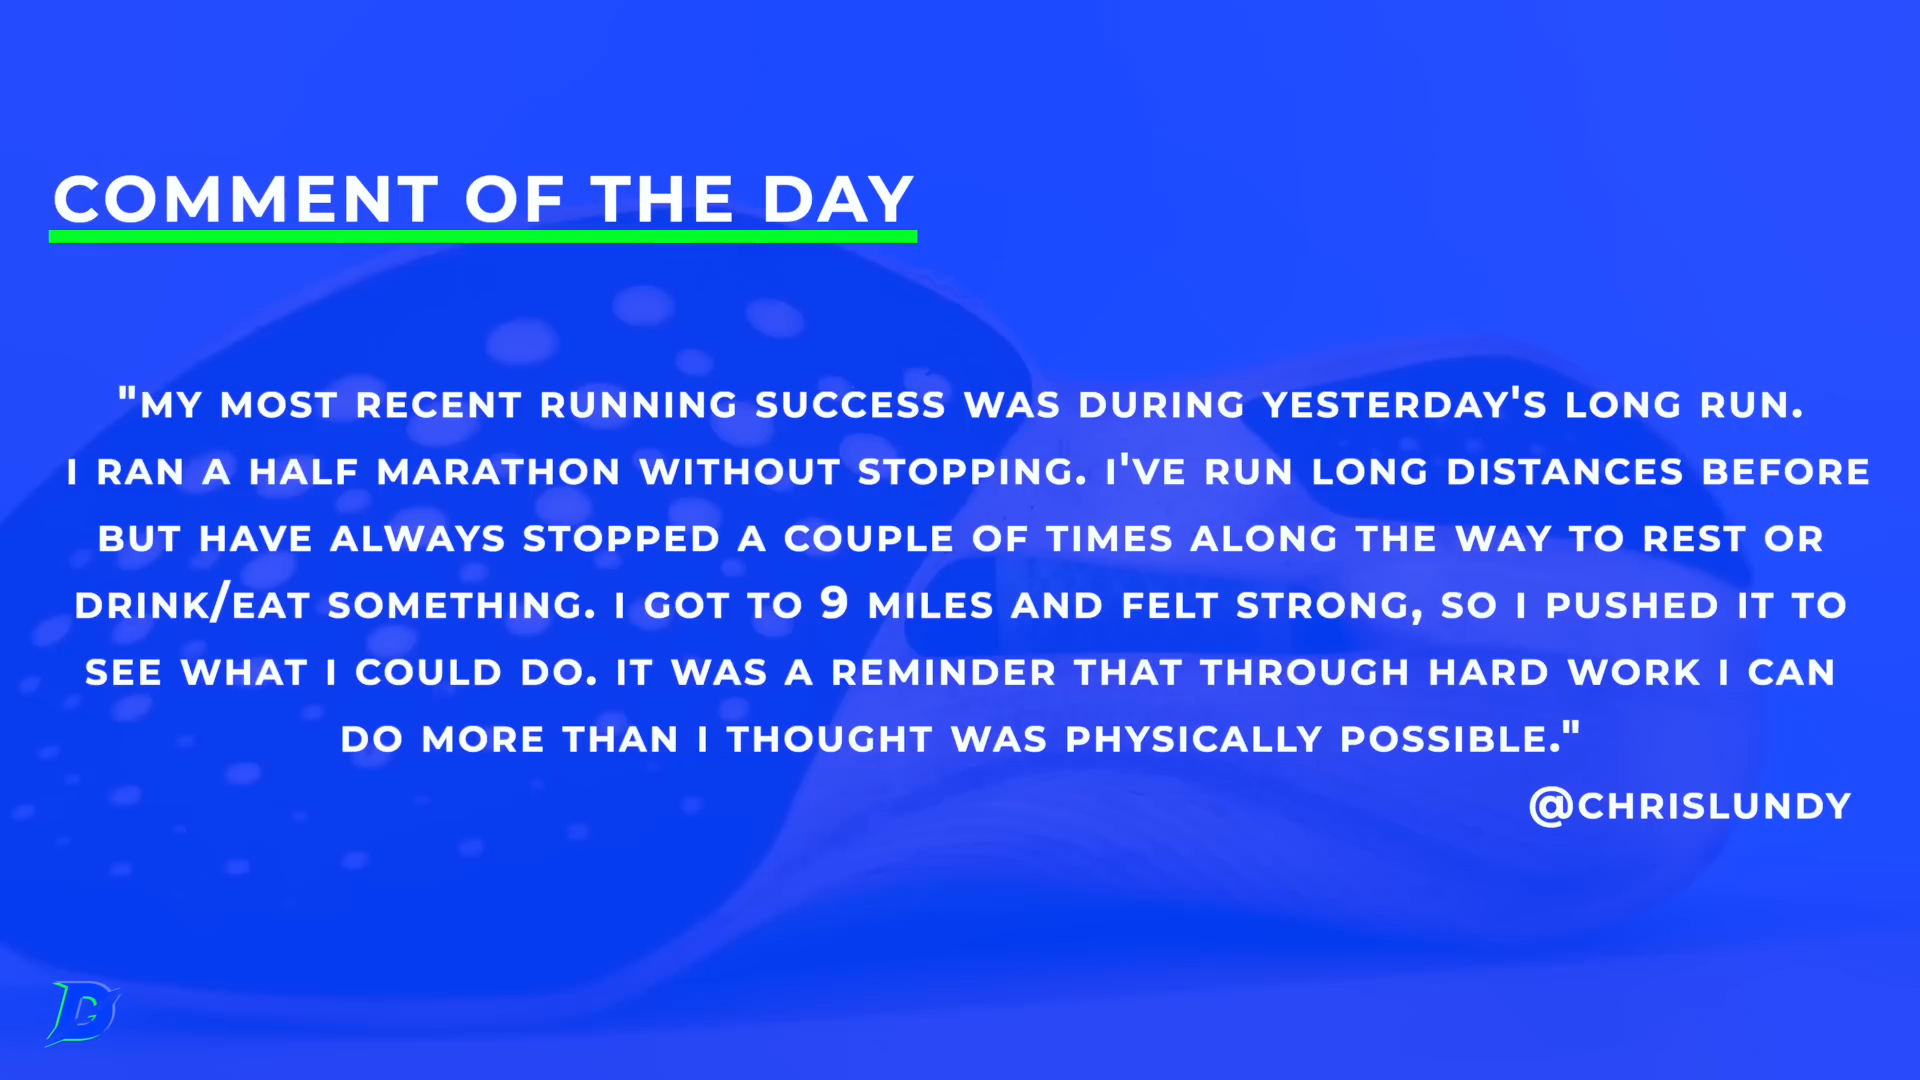 COMMENT OF THE DAY
"MY MOST RECENT RUNNING SUCCESS WAS DURING YESTERDAY'S LONG RUN.
I RAN A HALF MARATHON WITHOUT STOPPING. I'VE RUN LONG DISTANCES BEFORE
BUT HAVE ALWAYS STOPPED A COUPLE OF TIMES ALONG THE WAY TO REST OR
DRINK/EAT SOMETHING. I GOT TO 9 MILES AND FELT STRONG, SO I PUSHED IT TO
SEE WHAT I COULD DO. IT WAS A REMINDER THAT THROUGH HARD WORK I CAN
DO MORE THAN I THOUGHT WAS PHYSICALLY POSSIBLE."
@CHRISLUNDY